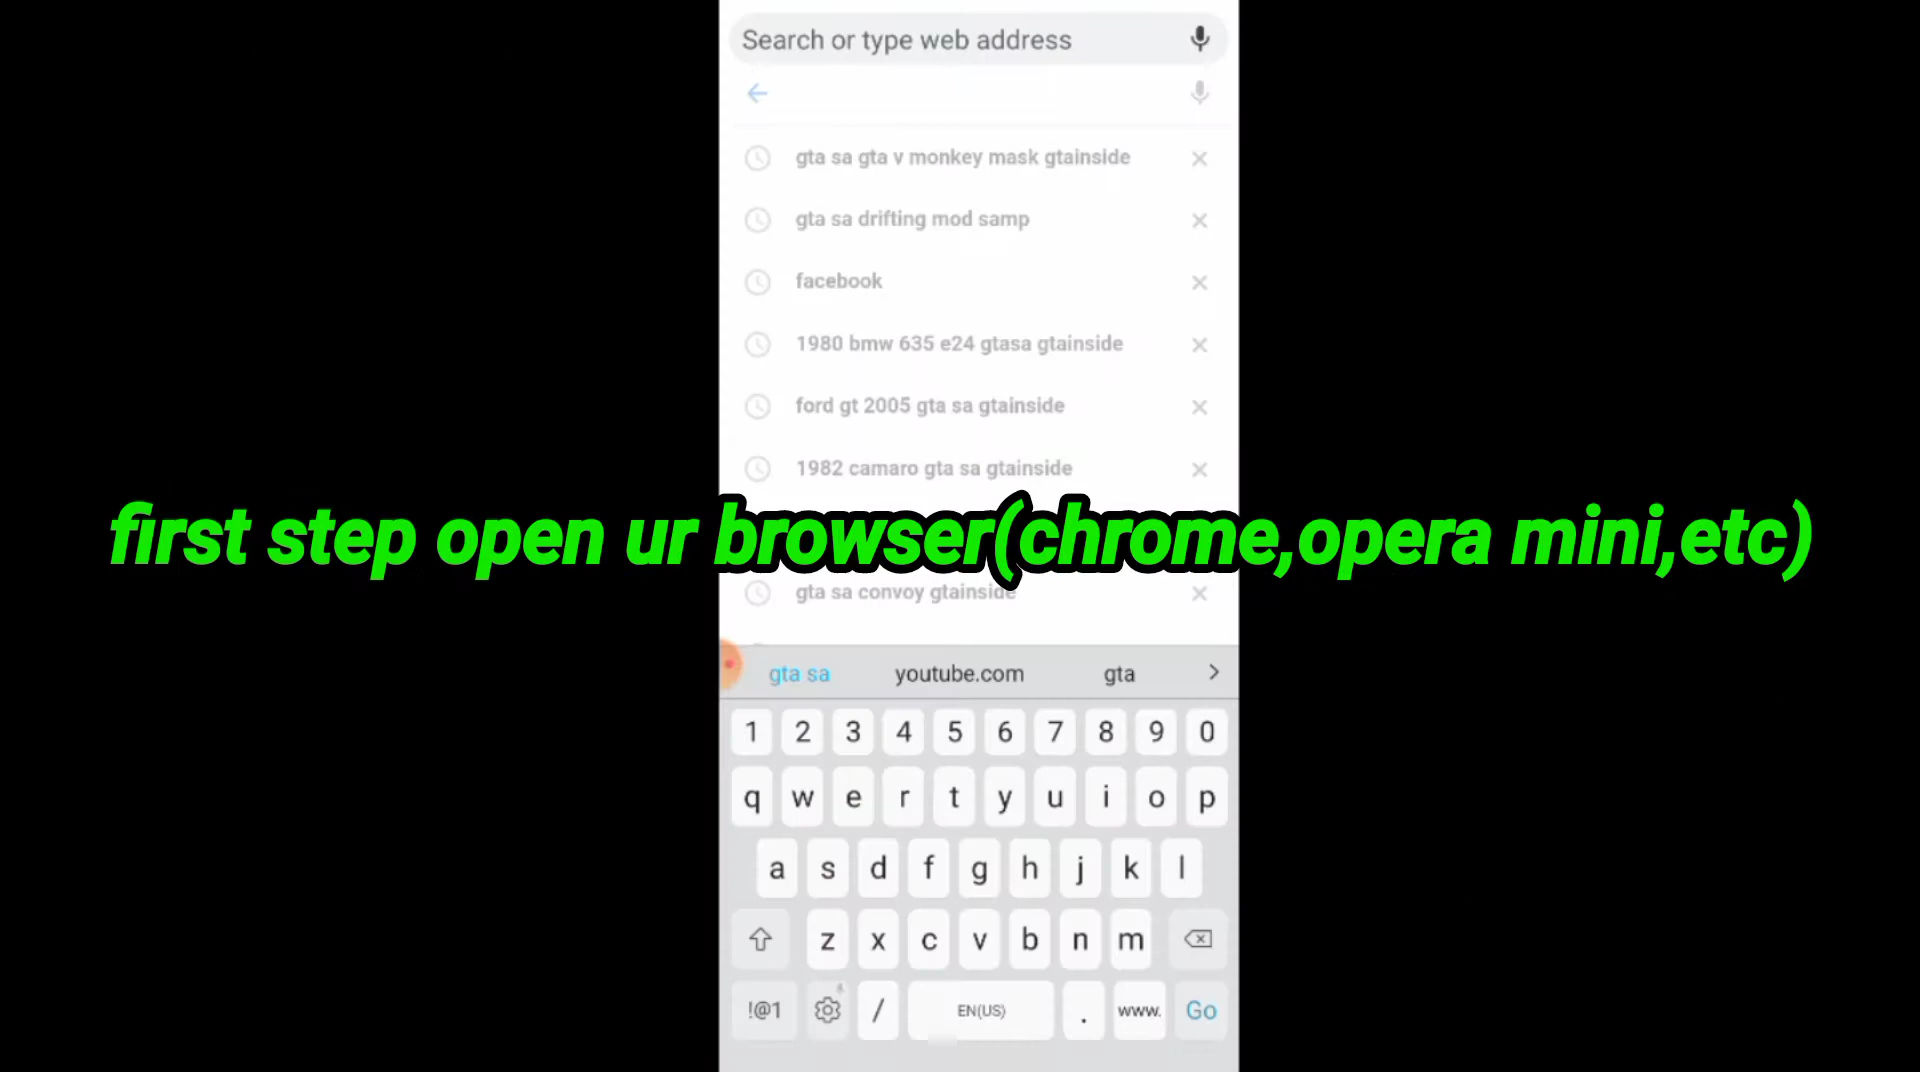 Search or type web address
gta sa gta v monkey mask gtainside
gta sa drifting mod samp
facebook
1980 bmw 635 e24 gtasa gtainside
ford gt 2005 gta sa gtainside
1982 camaro gta sa gtainside
first step open ur browser(chrome,opera mini,etc)
gta sa convoy gtainside
gta sa youtube.com gta
1 2 3 4 5 6 7 8 9 0
q w e r t y u i o p
a s d f g h j k l
z x c v b n m
!@1 / EN(US) . www. Go